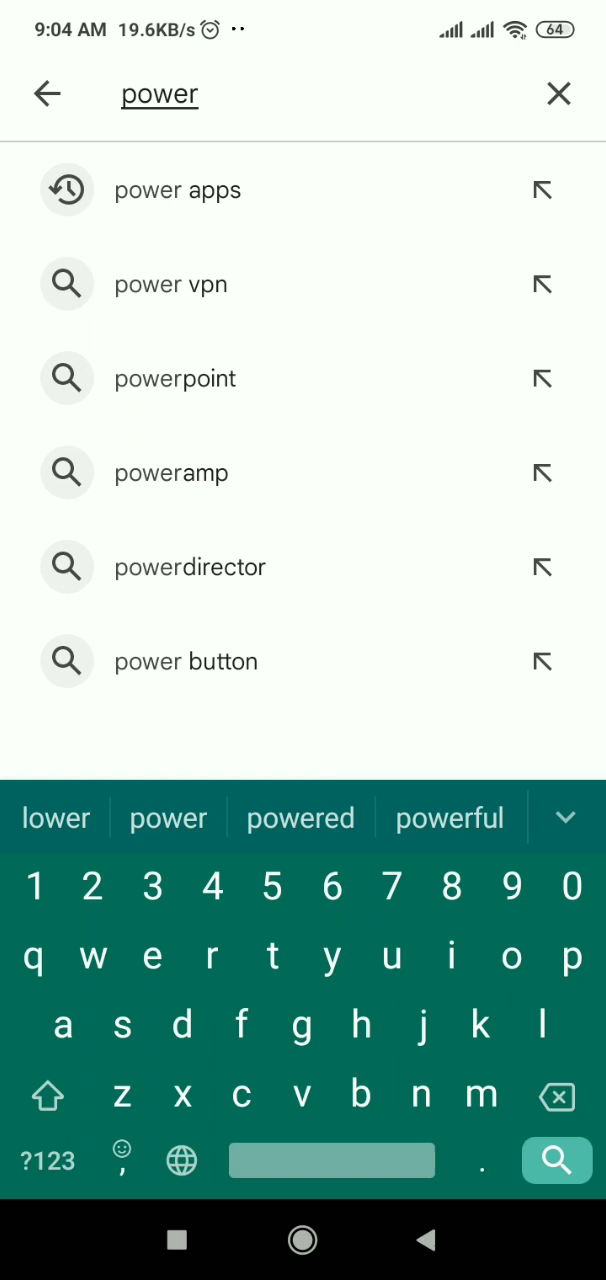 9:04 AM 19.6KB/s 64
power
power apps
power vpn
powerpoint
poweramp
powerdirector
power button
lower power powered powerful
1 2 3 4 5 6 7 8 9 0
q w e r t y u i o p
a s d f g h j k l
z x c v b n m
?123 , .